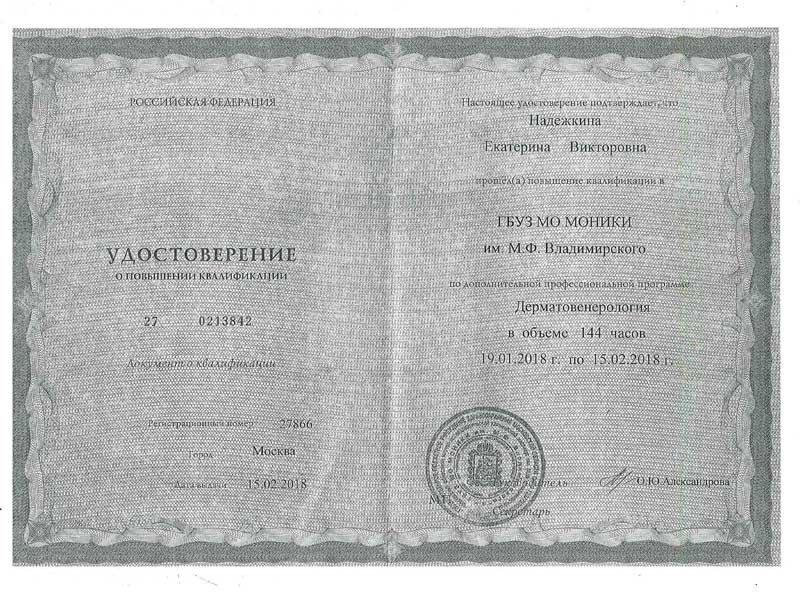 РОССИЙСКАЯ ФЕДЕРАЦИЯ
УДОСТОВЕРЕНИЕ
О ПОВЫШЕНИИ КВАЛИФИКАЦИИ
27 0213842
Документ о квалификации
Регистрационный номер 27866
Город Москва
Дата выдачи 15.02.2018
Настоящее удостоверение подтверждает, что
Надежкина
Екатерина Викторовна
прошёл(а) повышение квалификации в
ГБУЗ МО МОНИКИ
им. М.Ф. Владимирского
по дополнительной профессиональной программе
Дерматовенерология
в объеме 144 часов
19.01.2018 г. по 15.02.2018 г.
О.Ю.Александрова
М.П.
Секретарь